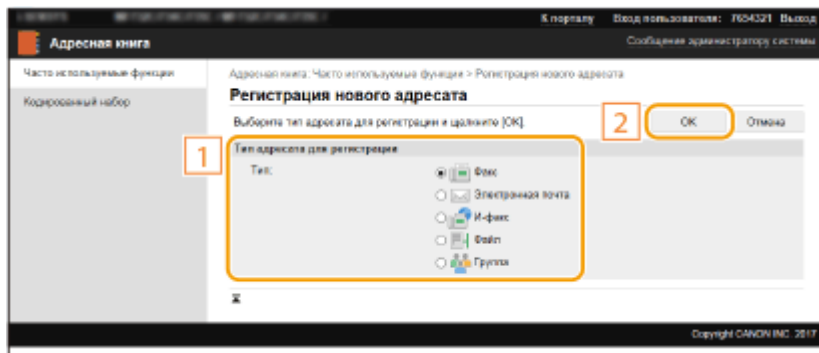 К порталу Вход пользователя: 7654321 Выход
Адресная книга
Сообщение администратору системы
Часто используемые функции
Кодированный набор
Адресная книга: Часто используемые функции > Регистрация нового адресата
Регистрация нового адресата
Выберите тип адресата для регистрации и щелкните [OK].
2
OK
Отмена
1
Тип адресата для регистрации
Тип:
Факс
Электронная почта
И-факс
Файл
Группа
Copyright CANON INC. 2017